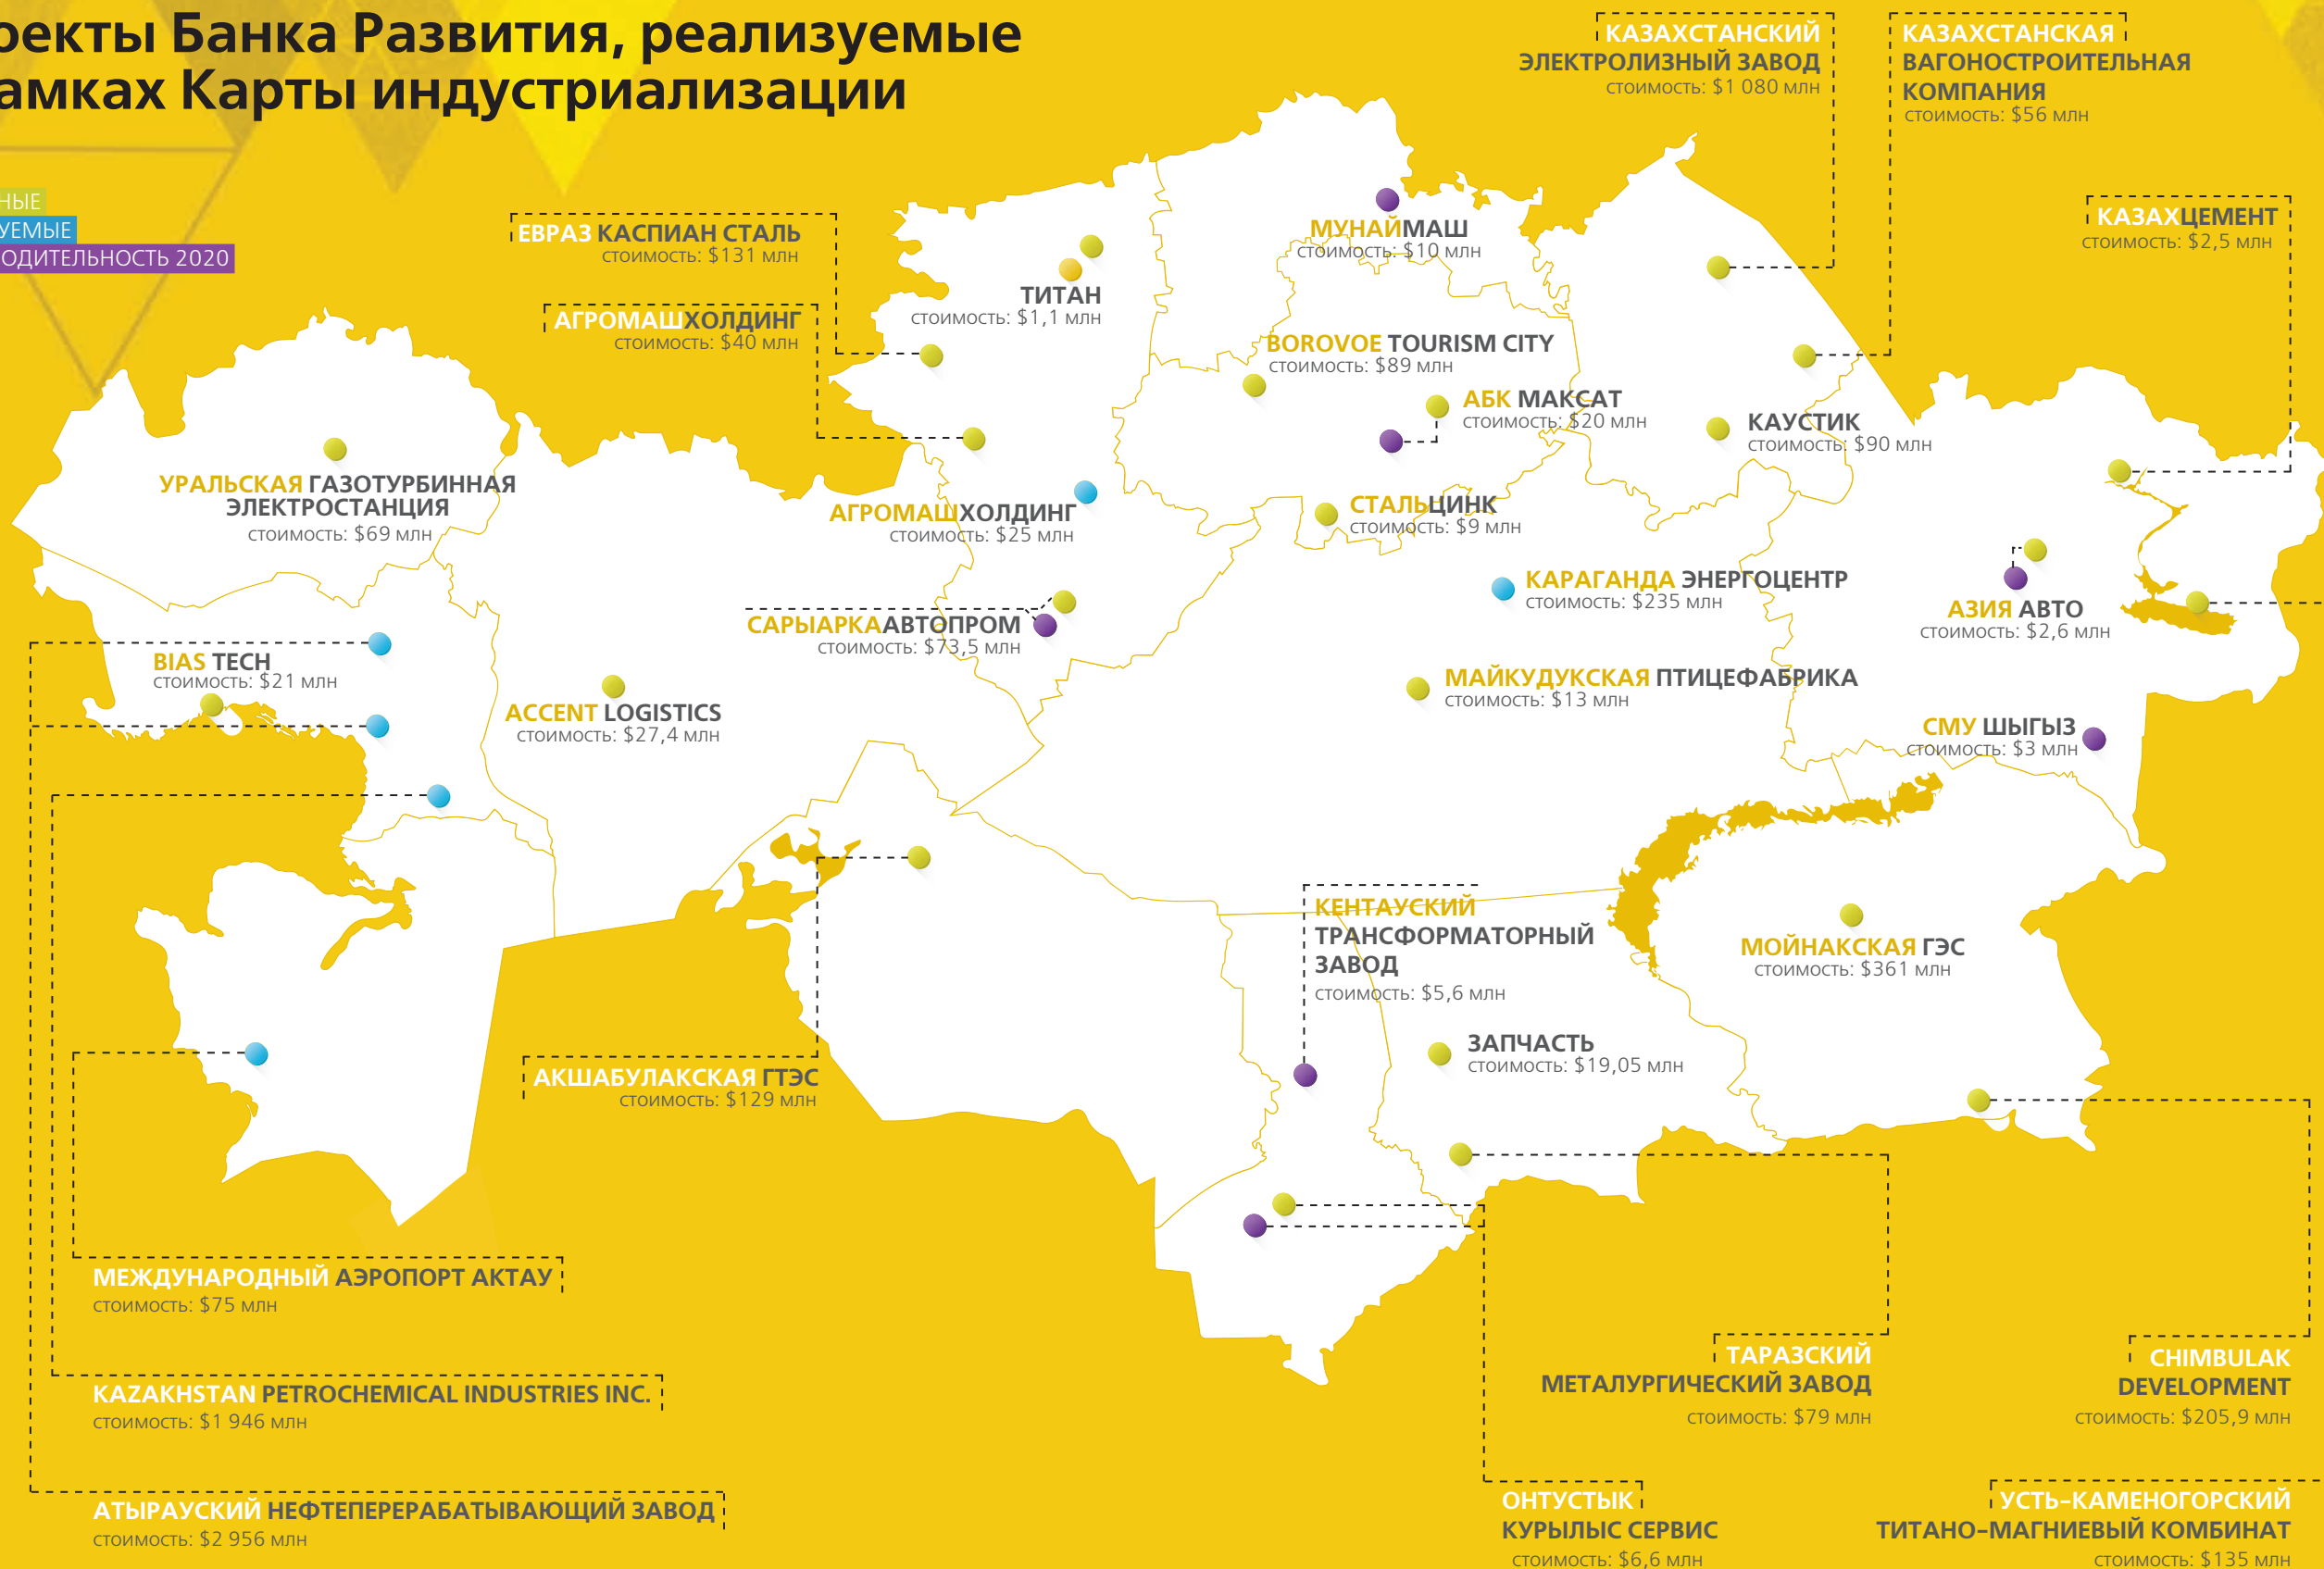 оекты Банка Развития, реализуемые
амках Карты индустриализации
НЫЕ
УЕМЫЕ
ОДИТЕЛЬНОСТЬ 2020
КАЗАХСТАНСКИЙ
ЭЛЕКТРОЛИЗНЫЙ ЗАВОД
стоимость: $1 080 млн
КАЗАХСТАНСКАЯ
ВАГОНОСТРОИТЕЛЬНАЯ
КОМПАНИЯ
стоимость: $56 млн
КАЗАХЦЕМЕНТ
стоимость: $2,5 млн
ЕВРАЗ КАСПИАН СТАЛЬ
стоимость: $131 млн
МУНАЙМАШ
стоимость: $10 млн
ТИТАН
стоимость: $1,1 млн
АГРОМАШХОЛДИНГ
стоимость: $40 млн
BOROVOE TOURISM CITY
стоимость: $89 млн
АБК МАКСАТ
стоимость: $20 млн
КАУСТИК
стоимость: $90 млн
УРАЛЬСКАЯ ГАЗОТУРБИННАЯ
ЭЛЕКТРОСТАНЦИЯ
стоимость: $69 млн
АГРОМАШХОЛДИНГ
стоимость: $25 млн
СТАЛЬЦИНК
стоимость: $9 млн
КАРАГАНДА ЭНЕРГОЦЕНТР
стоимость: $235 млн
АЗИЯ АВТО
стоимость: $2,6 млн
САРЫАРКААВТОПРОМ
стоимость: $73,5 млн
BIAS TECH
стоимость: $21 млн
МАЙКУДУКСКАЯ ПТИЦЕФАБРИКА
стоимость: $13 млн
ACCENT LOGISTICS
стоимость: $27,4 млн
СМУ ШЫГЫЗ
стоимость: $3 млн
КЕНТАУСКИЙ
ТРАНСФОРМАТОРНЫЙ
ЗАВОД
стоимость: $5,6 млн
МОЙНАКСКАЯ ГЭС
стоимость: $361 млн
ЗАПЧАСТЬ
стоимость: $19,05 млн
АКШАБУЛАКСКАЯ ГТЭС
стоимость: $129 млн
МЕЖДУНАРОДНЫЙ АЭРОПОРТ АКТАУ
стоимость: $75 млн
KAZAKHSTAN PETROCHEMICAL INDUSTRIES INC.
стоимость: $1 946 млн
АТЫРАУСКИЙ НЕФТЕПЕРЕРАБАТЫВАЮЩИЙ ЗАВОД
стоимость: $2 956 млн
ТАРАЗСКИЙ
МЕТАЛУРГИЧЕСКИЙ ЗАВОД
стоимость: $79 млн
CHIMBULAK
DEVELOPMENT
стоимость: $205,9 млн
ОНТУСТЫК
КУРЫЛЫС СЕРВИС
стоимость: $6,6 млн
УСТЬ-КАМЕНОГОРСКИЙ
ТИТАНО-МАГНИЕВЫЙ КОМБИНАТ
стоимость: $135 млн